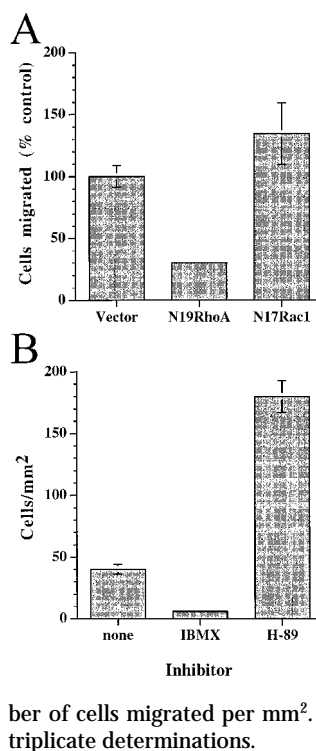 A
Cells migrated (% control)
200
150
100
50
0
Vector N19RhoA N17Rac1
B
Cells/mm²
200
150
100
50
0
none IBMX H-89
Inhibitor
ber of cells migrated per mm².
triplicate determinations.